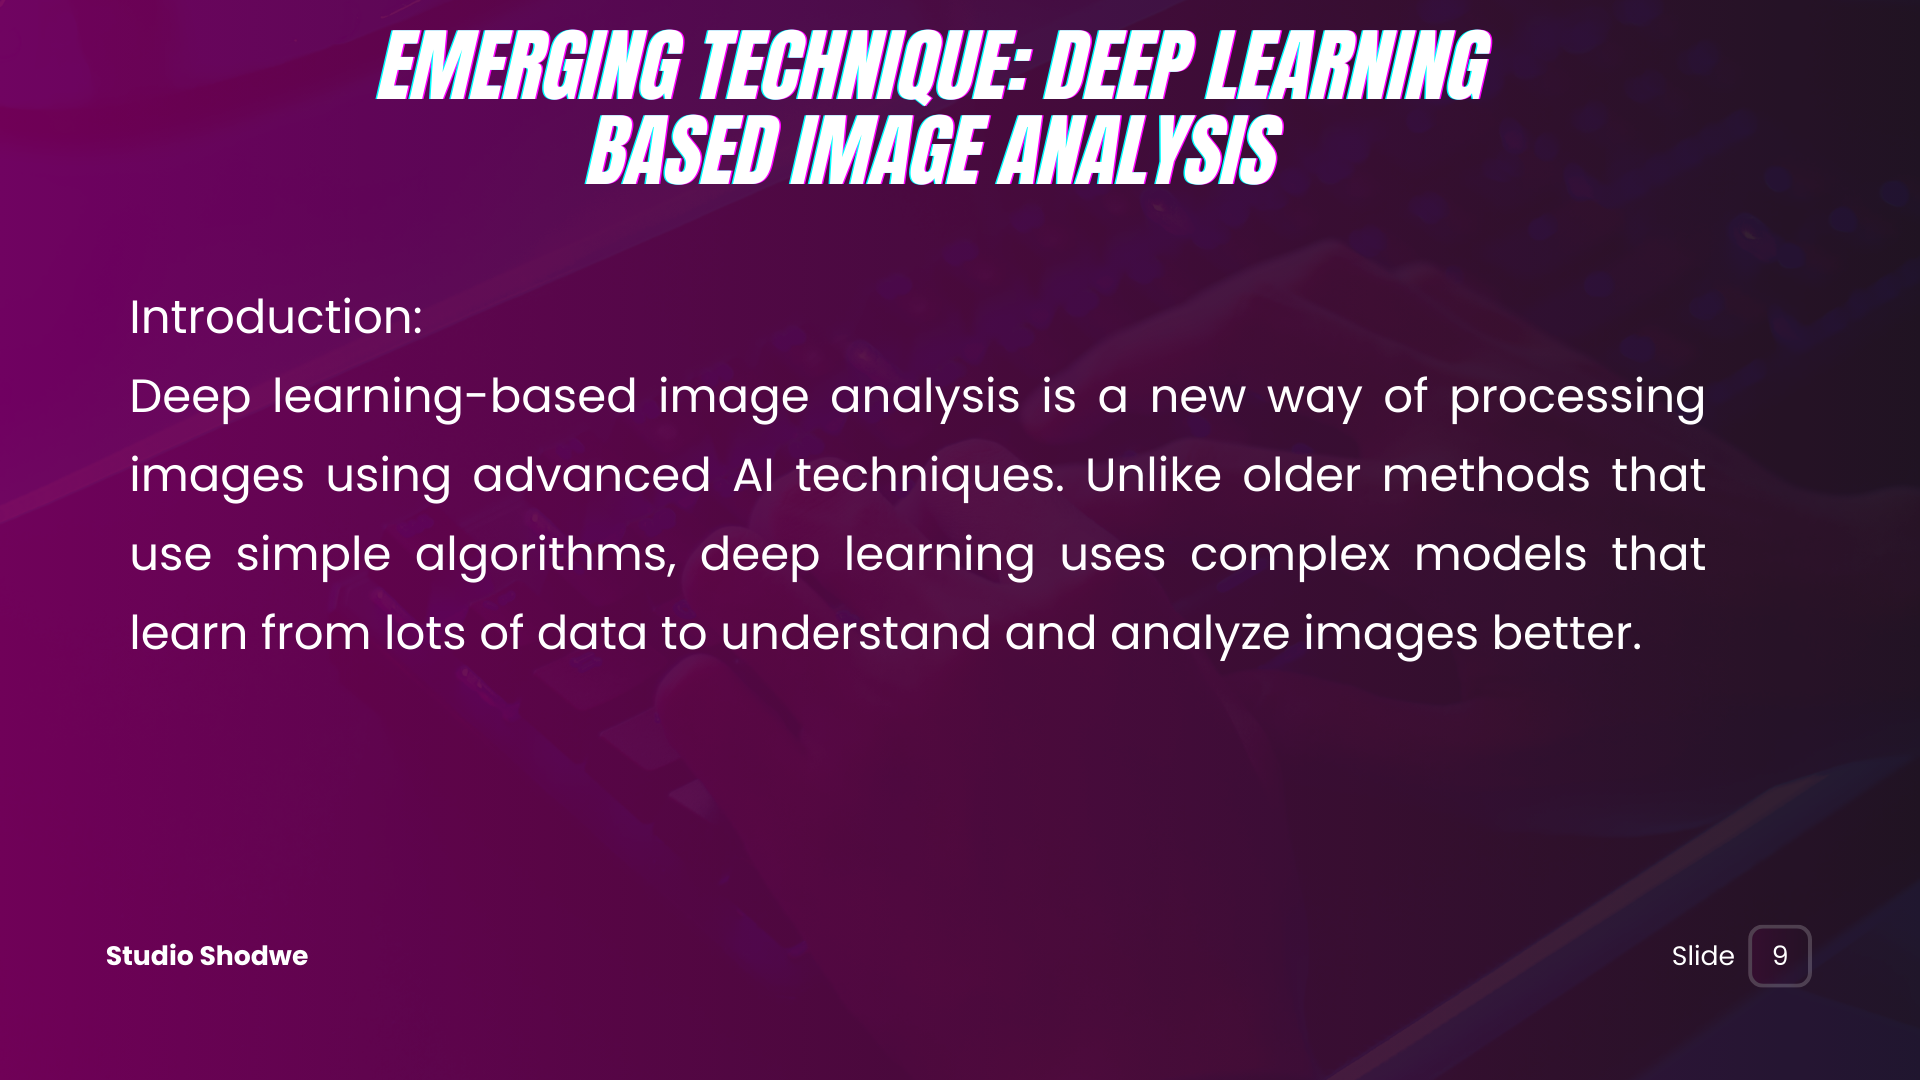 EMERGING TECHNIQUE: DEEP LEARNING
BASED IMAGE ANALYSIS
Introduction:
Deep learning-based image analysis is a new way of processing
images using advanced AI techniques. Unlike older methods that
use simple algorithms, deep learning uses complex models that
learn from lots of data to understand and analyze images better.
Studio Shodwe
Slide 9